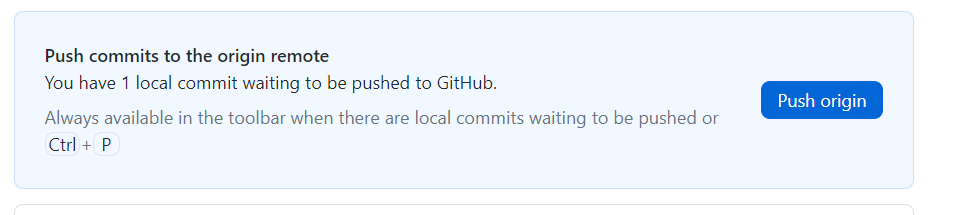 Push commits to the origin remote
You have 1 local commit waiting to be pushed to GitHub.
Push origin
Always available in the toolbar when there are local commits waiting to be pushed or
Ctrl + P